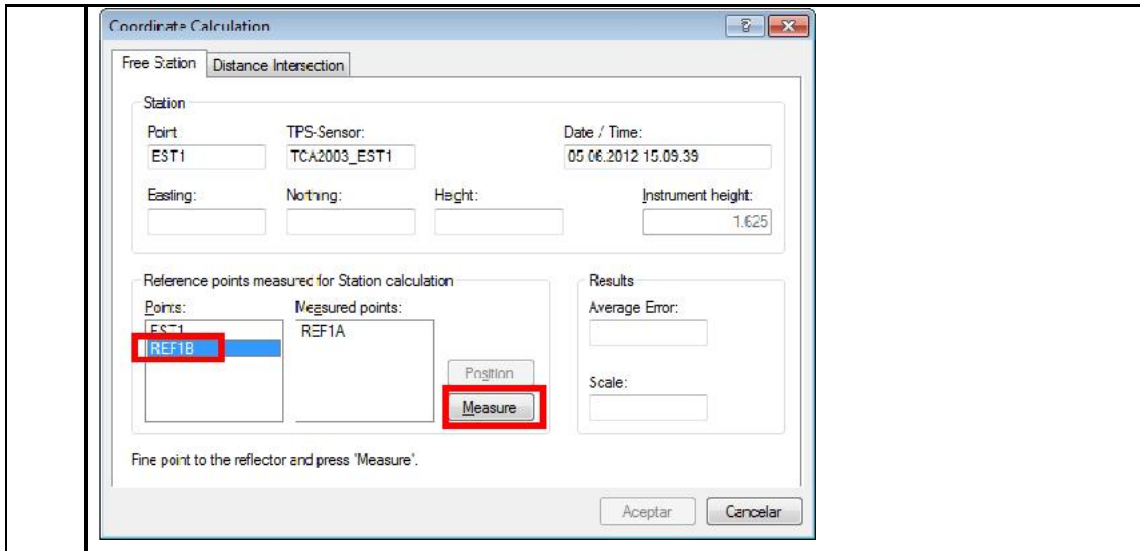 Coordinate Calculation
Free Station Distance Intersection
Station
Point TPS-Sensor: Date / Time:
EST1 TCA2003_EST1 05.06.2012 15.09.39
Easting: Northing: Height: Instrument height:
1.625
Reference points measured for Station calculation Results
Points: Measured points: Average Error:
EST1 REF1A
REF1B
Position
Scale:
Measure
Fine point to the reflector and press 'Measure'.
Aceptar Cancelar